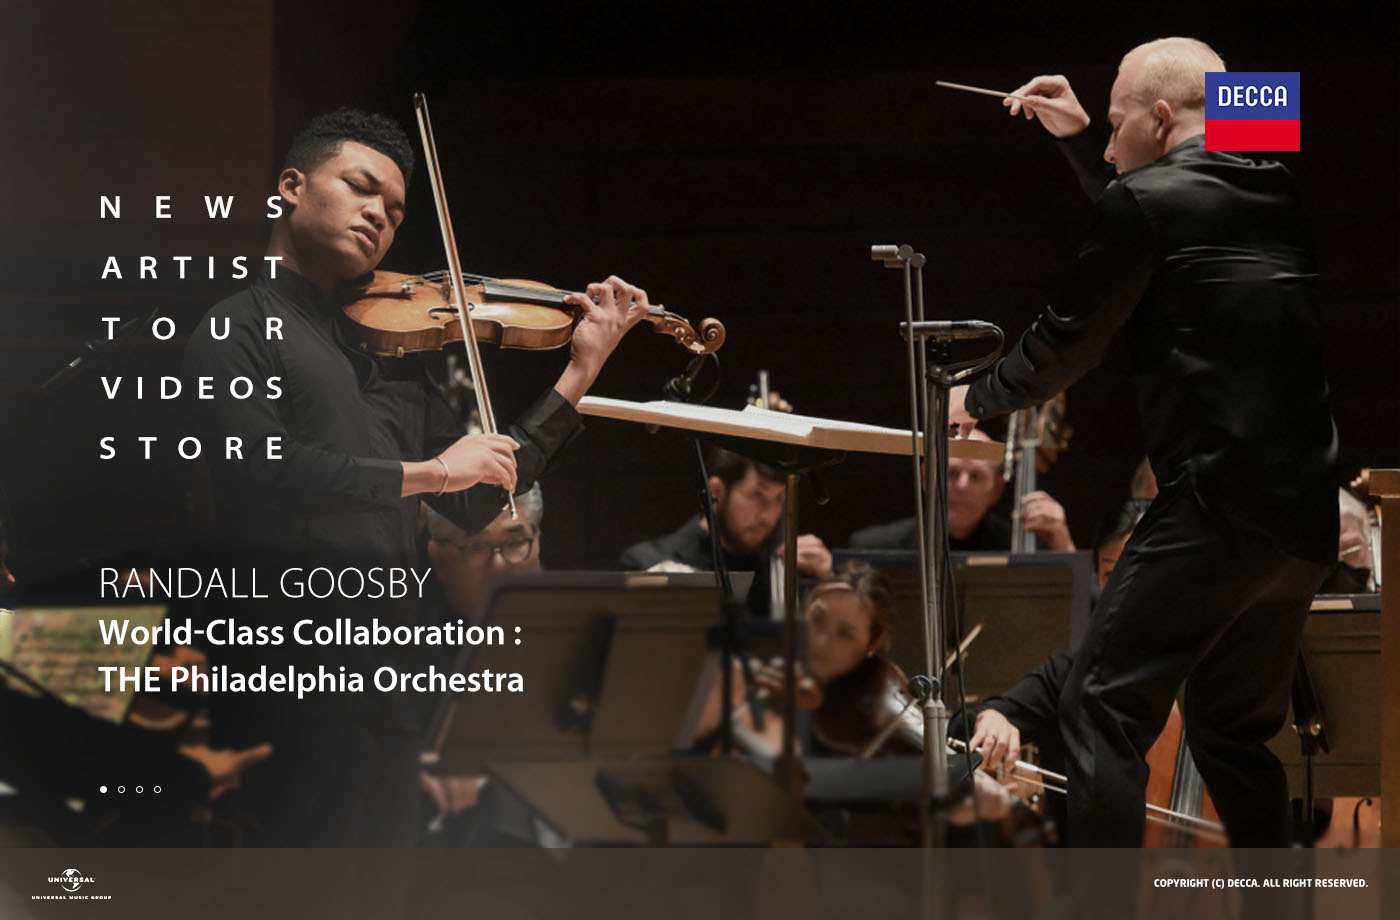 DECCA
NEWS
ARTIST
TOUR
VIDEOS
STORE
RANDALL GOOSBY
World-Class Collaboration :
THE Philadelphia Orchestra
UNIVERSAL
UNIVERSAL MUSIC GROUP
COPYRIGHT (C) DECCA. ALL RIGHT RESERVED.